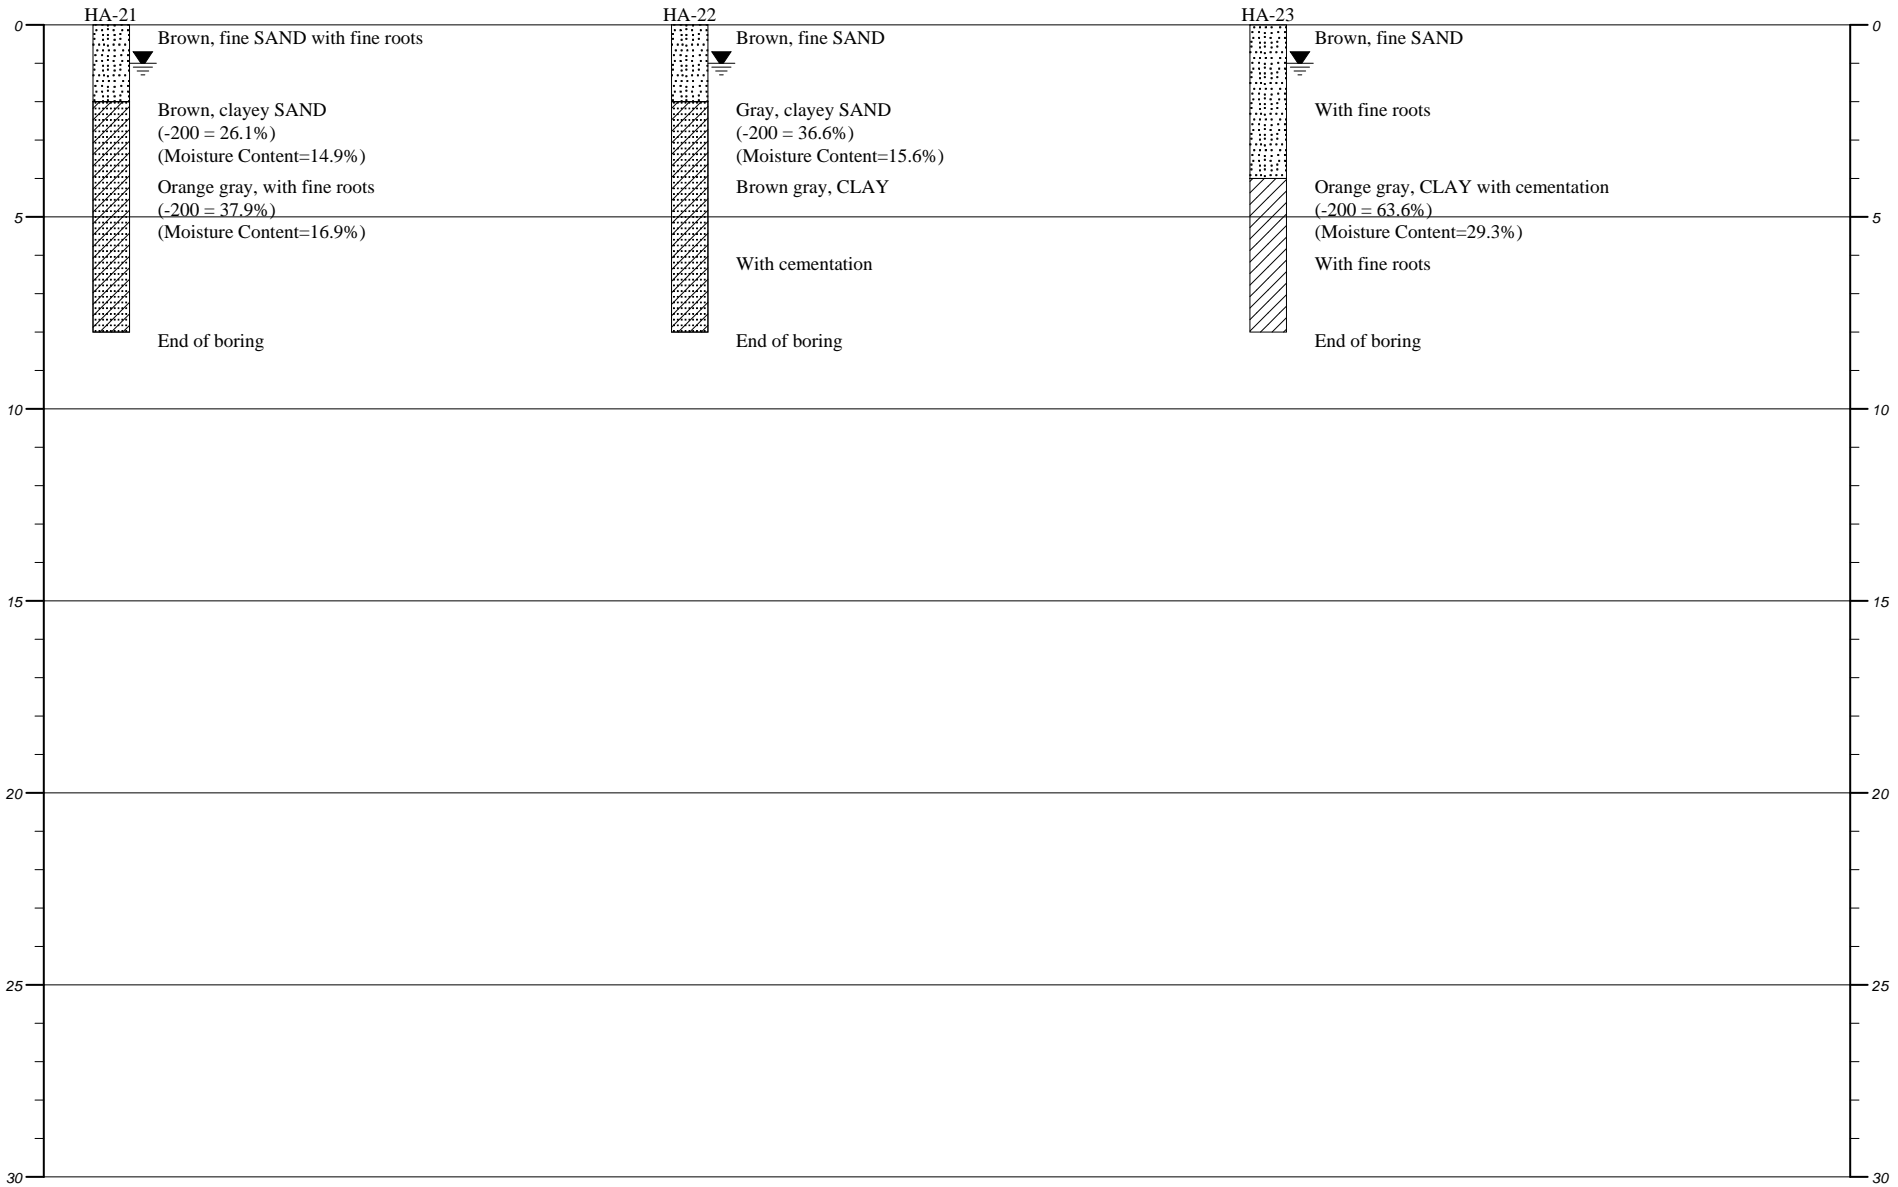 HA-21
HA-22
HA-23
0
0
Brown, fine SAND with fine roots
Brown, clayey SAND
(-200 = 26.1%)
(Moisture Content=14.9%)
Orange gray, with fine roots
(-200 = 37.9%)
(Moisture Content=16.9%)
End of boring
Brown, fine SAND
Gray, clayey SAND
(-200 = 36.6%)
(Moisture Content=15.6%)
Brown gray, CLAY
With cementation
End of boring
Brown, fine SAND
With fine roots
Orange gray, CLAY with cementation
(-200 = 63.6%)
(Moisture Content=29.3%)
With fine roots
End of boring
5
5
10
10
15
15
20
20
25
25
30
30